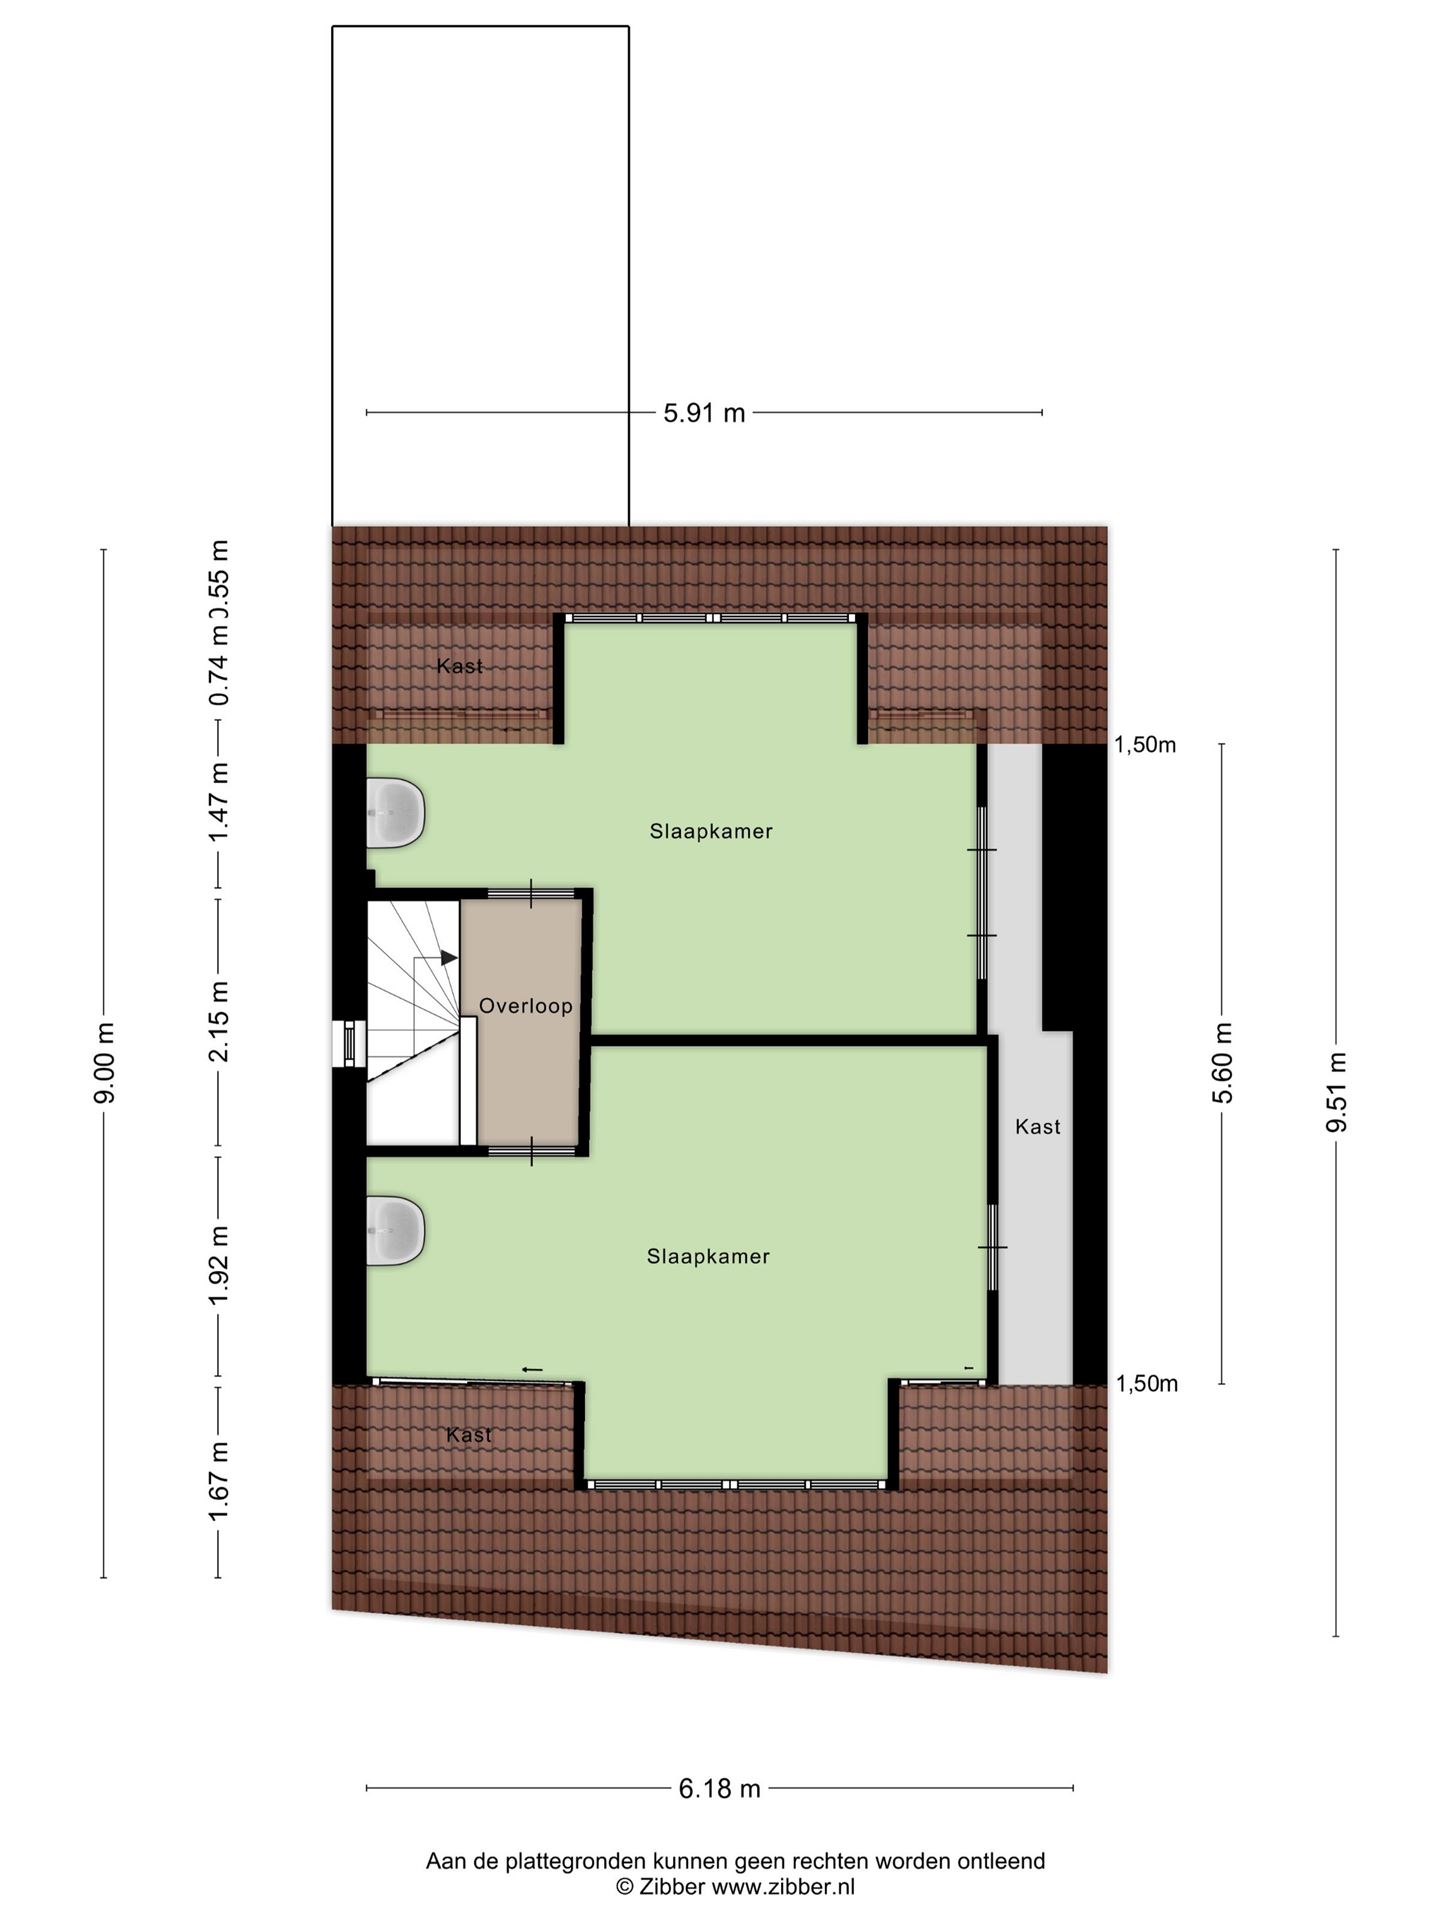 5.91 m
0.55 m
0.74 m
Kast
1,50m
1.47 m
Slaapkamer
2.15 m
Overloop
9.00 m
5.60 m
9.51 m
Kast
1.92 m
Slaapkamer
1,50m
Kast
1.67 m
6.18 m
Aan de plattegronden kunnen geen rechten worden ontleend
© Zibber www.zibber.nl